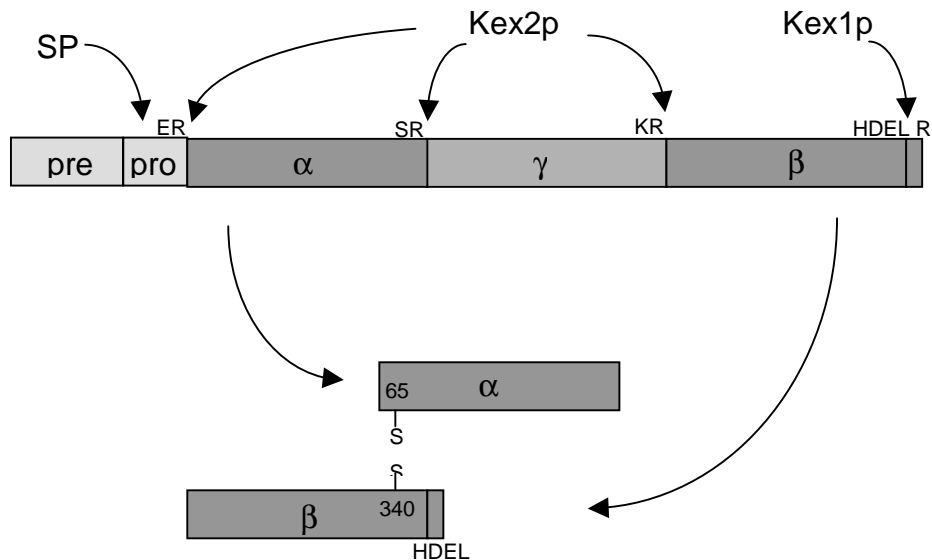 SP
Kex2p
Kex1p
ER
SR
KR
HDEL R
pre
pro
α
γ
β
65
α
S
S
β
340
HDEL